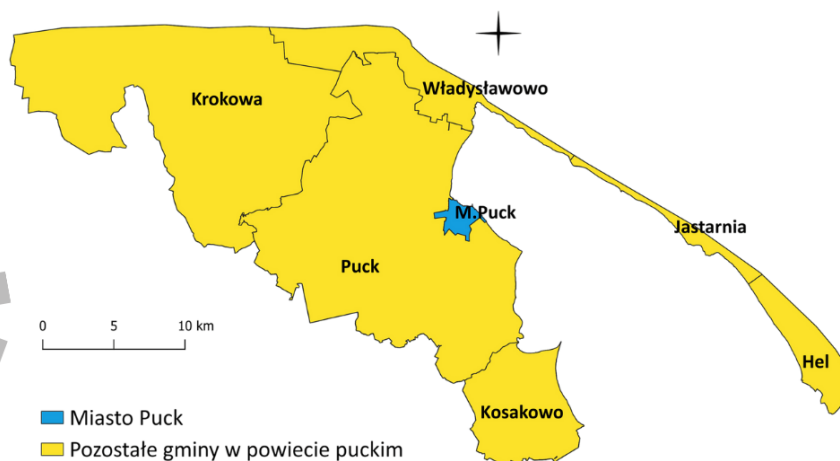 Władysławowo
Krokowa
M.Puck
Jastarnia
Puck
0 5 10 km
Hel
Kosakowo
Miasto Puck
Pozostałe gminy w powiecie puckim